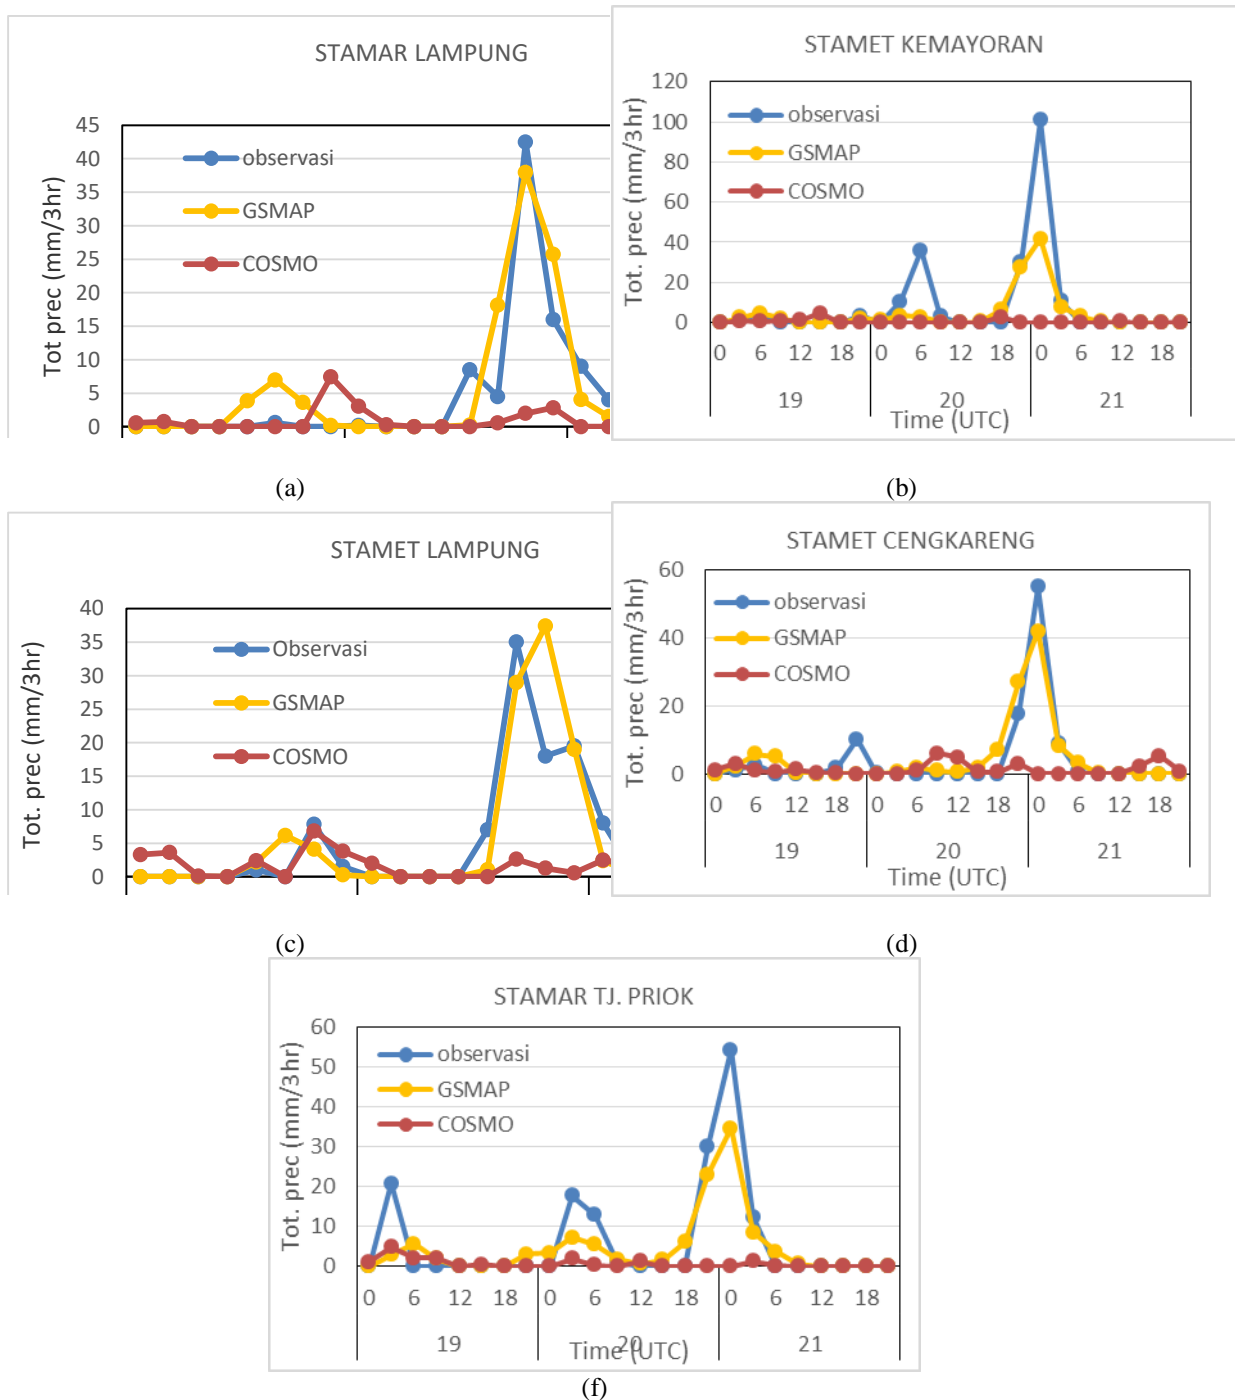 STAMAR LAMPUNG
Tot prec (mm/3hr)
45
40
35
30
25
20
15
10
5
0
observasi
GSMAP
COSMO
(a)
STAMET KEMAYORAN
Tot. prec (mm/3hr)
120
100
80
60
40
20
0
observasi
GSMAP
COSMO
0 6 12 18 0 6 12 18 0 6 12 18
19 20 21
Time (UTC)
(b)
STAMET LAMPUNG
Tot. prec (mm/3hr)
40
35
30
25
20
15
10
5
0
Observasi
GSMAP
COSMO
(c)
STAMET CENGKARENG
Tot. prec (mm/3hr)
60
40
20
0
observasi
GSMAP
COSMO
0 6 12 18 0 6 12 18 0 6 12 18
19 20 21
Time (UTC)
(d)
STAMAR TJ. PRIOK
Tot. prec (mm/3hr)
60
50
40
30
20
10
0
observasi
GSMAP
COSMO
0 6 12 18 0 6 12 18 0 6 12 18
19 20 21
Time (UTC)
(f)